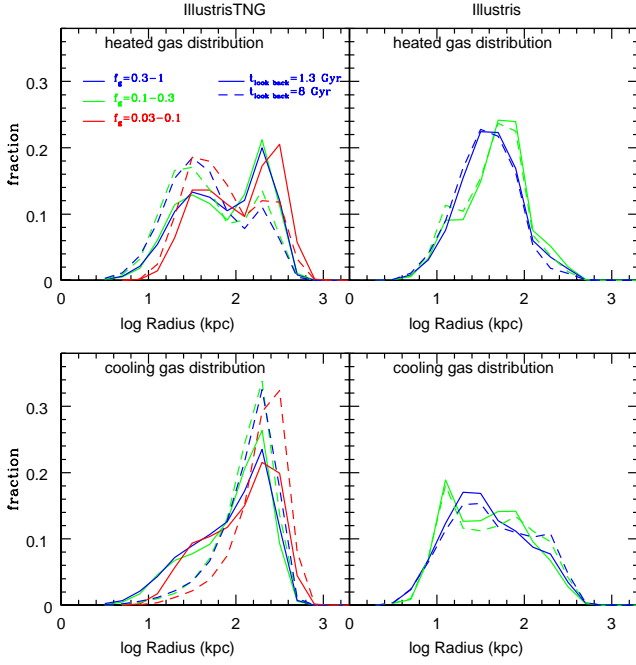 IllustrisTNG
Illustris
heated gas distribution
heated gas distribution
f_g=0.3-1
t_look back=1.3 Gyr
f_g=0.1-0.3
t_look back=8 Gyr
f_g=0.03-0.1
fraction
0.3
0.2
0.1
0
0 1 2 3
0 1 2 3
log Radius (kpc)
log Radius (kpc)
cooling gas distribution
cooling gas distribution
fraction
0.3
0.2
0.1
0
0 1 2 3
0 1 2 3
log Radius (kpc)
log Radius (kpc)